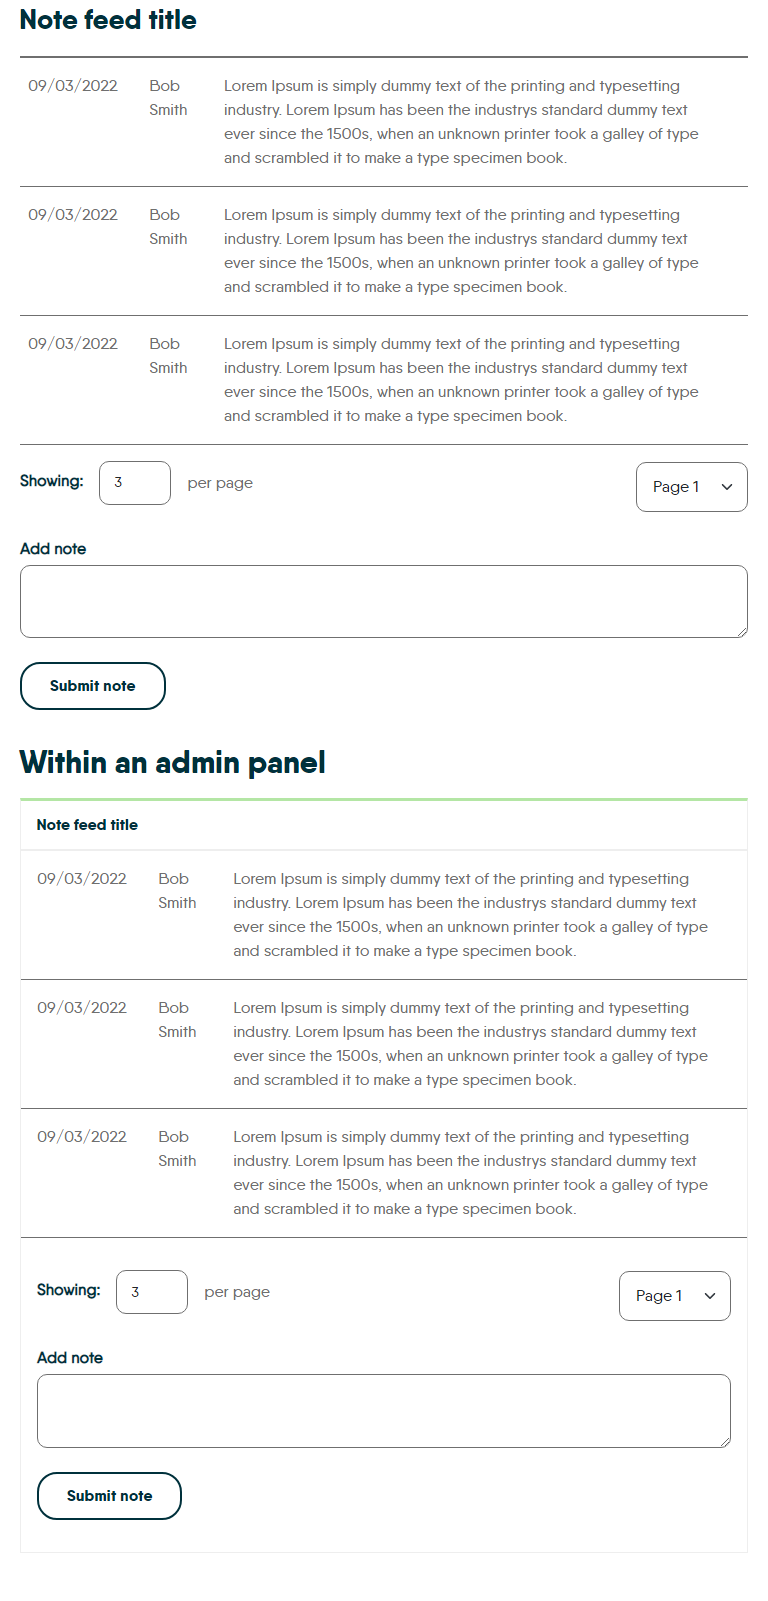 Note feed title
09/03/2022 Bob Lorem Ipsum is simply dummy text of the printing and typesetting
Smith industry. Lorem Ipsum has been the industrys standard dummy text
ever since the 1500s, when an unknown printer took a galley of type
and scrambled it to make a type specimen book.
09/03/2022 Bob Lorem Ipsum is simply dummy text of the printing and typesetting
Smith industry. Lorem Ipsum has been the industrys standard dummy text
ever since the 1500s, when an unknown printer took a galley of type
and scrambled it to make a type specimen book.
09/03/2022 Bob Lorem Ipsum is simply dummy text of the printing and typesetting
Smith industry. Lorem Ipsum has been the industrys standard dummy text
ever since the 1500s, when an unknown printer took a galley of type
and scrambled it to make a type specimen book.
Showing: 3 per page Page 1
Add note
Submit note
Within an admin panel
Note feed title
09/03/2022 Bob Lorem Ipsum is simply dummy text of the printing and typesetting
Smith industry. Lorem Ipsum has been the industrys standard dummy text
ever since the 1500s, when an unknown printer took a galley of type
and scrambled it to make a type specimen book.
09/03/2022 Bob Lorem Ipsum is simply dummy text of the printing and typesetting
Smith industry. Lorem Ipsum has been the industrys standard dummy text
ever since the 1500s, when an unknown printer took a galley of type
and scrambled it to make a type specimen book.
09/03/2022 Bob Lorem Ipsum is simply dummy text of the printing and typesetting
Smith industry. Lorem Ipsum has been the industrys standard dummy text
ever since the 1500s, when an unknown printer took a galley of type
and scrambled it to make a type specimen book.
Showing: 3 per page Page 1
Add note
Submit note